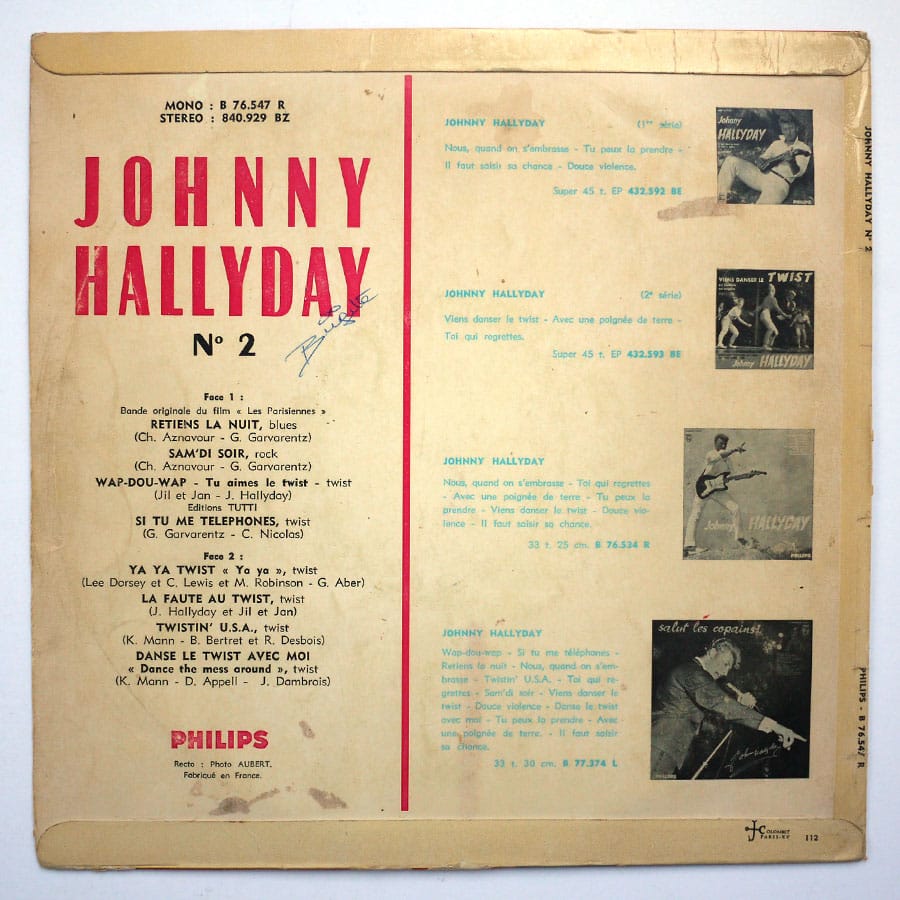 MONO : B 76.547 R
STEREO : 840.929 BZ
JOHNNY
HALLYDAY
Nº 2
Brigitte
Face 1 :
Bande originale du film « Les Parisiennes »
RETIENS LA NUIT, blues
(Ch. Aznavour - G. Garvarentz)
SAM'DI SOIR, rock
(Ch. Aznavour - G. Garvarentz)
WAP-DOU-WAP - Tu aimes le twist - twist
(Jil et Jan - J. Hallyday)
Editions TUTTI
SI TU ME TELEPHONES, twist
(G. Garvarentz - C. Nicolas)
Face 2 :
YA YA TWIST « Ya ya », twist
(Lee Dorsey et C. Lewis et M. Robinson - G. Aber)
LA FAUTE AU TWIST, twist
(J. Hallyday et Jil et Jan)
TWISTIN' U.S.A., twist
(K. Mann - B. Bertret et R. Desbois)
DANSE LE TWIST AVEC MOI
« Dance the mess around », twist
(K. Mann - D. Appell - J. Dambrois)
PHILIPS
Recto : Photo AUBERT.
Fabriqué en France.
JOHNNY HALLYDAY (1re série)
Nous, quand on s'embrasse - Tu peux la prendre -
Il faut saisir sa chance - Douce violence.
Super 45 t. EP 432.592 BE
Johnny
HALLYDAY
PHILIPS
JOHNNY HALLYDAY (2e série)
Viens danser le twist - Avec une poignée de terre -
Toi qui regrettes.
Super 45 t. EP 432.593 BE
VIENS DANSER LE TWIST
Johnny HALLYDAY
JOHNNY HALLYDAY
Nous, quand on s'embrasse - Toi qui regrettes
- Avec une poignée de terre - Tu peux la
prendre - Viens danser le twist - Douce vio-
lence - Il faut saisir sa chance.
33 t. 25 cm. B 76.534 R
Johnny HALLYDAY
PHILIPS
JOHNNY HALLYDAY
Wap-dou-wap - Si tu me téléphones -
Retiens la nuit - Nous, quand on s'em-
brasse - Twistin' U.S.A. - Toi qui re-
grettes - Sam'di soir - Viens danser le
twist - Douce violence - Danse le twist
avec moi - Tu peux la prendre - Avec
une poignée de terre. - Il faut saisir
sa chance.
33 t. 30 cm. B 77.374 L
salut les copains!
JOHNNY HALLYDAY Nº 2
PHILIPS - B 76.547 R
J COLOMBET
PARIS-XV
112